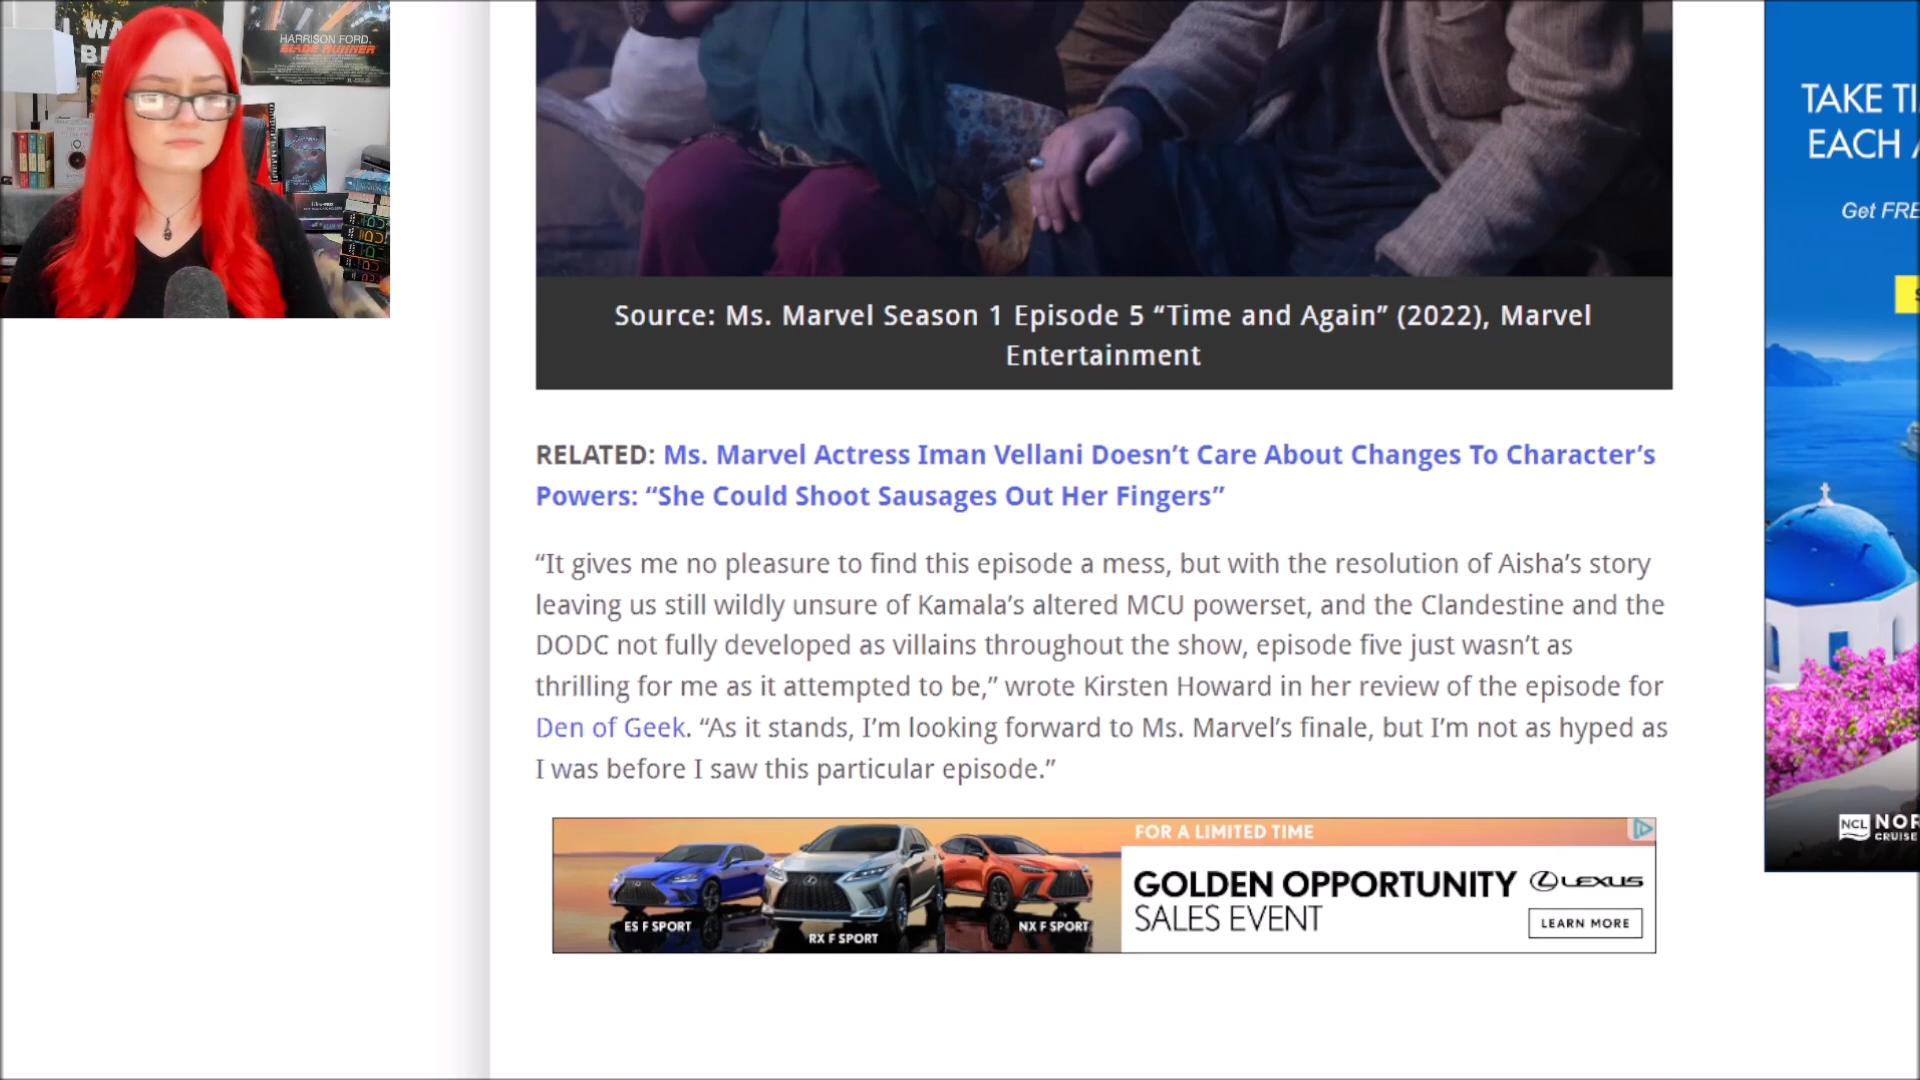 HARRISON FORD.
BLADE RUNNER
Source: Ms. Marvel Season 1 Episode 5 “Time and Again” (2022), Marvel
Entertainment
RELATED: Ms. Marvel Actress Iman Vellani Doesn’t Care About Changes To Character’s
Powers: “She Could Shoot Sausages Out Her Fingers”
“It gives me no pleasure to find this episode a mess, but with the resolution of Aisha’s story
leaving us still wildly unsure of Kamala’s altered MCU powerset, and the Clandestine and the
DODC not fully developed as villains throughout the show, episode five just wasn’t as
thrilling for me as it attempted to be,” wrote Kirsten Howard in her review of the episode for
Den of Geek. “As it stands, I’m looking forward to Ms. Marvel’s finale, but I’m not as hyped as
I was before I saw this particular episode.”
FOR A LIMITED TIME
GOLDEN OPPORTUNITY
SALES EVENT
LEXUS
LEARN MORE
ES F SPORT
RX F SPORT
NX F SPORT
TAKE TI
EACH A
Get FRE
NCL NOR
CRUISE